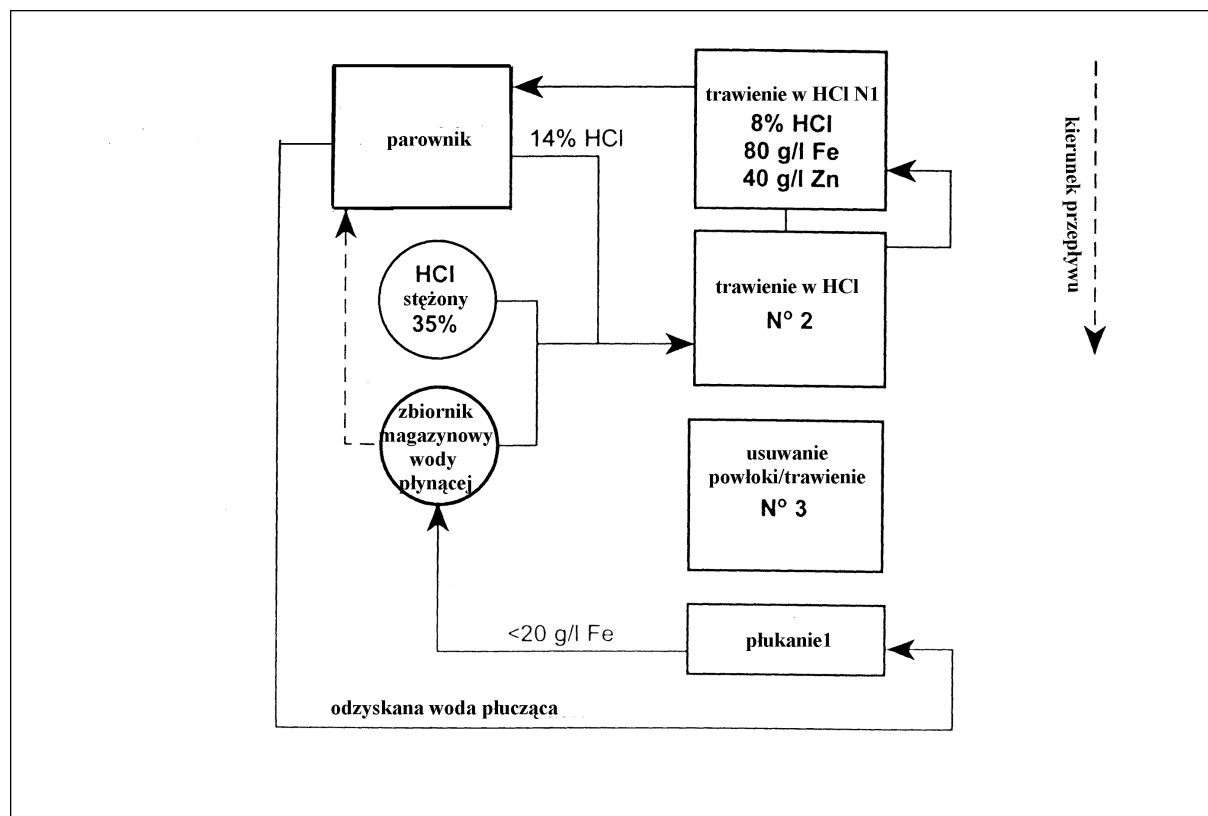 parownik
14% HCl
trawienie w HCl N1
8% HCl
80 g/l Fe
40 g/l Zn
kierunek przepływu
HCl
stężony
35%
trawienie w HCl
N° 2
zbiornik
magazynowy
wody
płynącej
usuwanie
powłoki/trawienie
N° 3
<20 g/l Fe
płukanie1
odzyskana woda płucząca